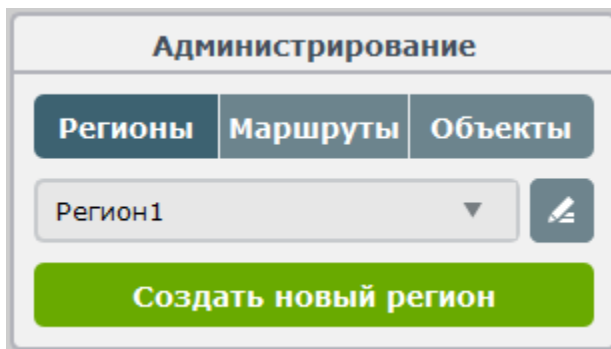 Администрирование
Регионы Маршруты Объекты
Регион1
Создать новый регион